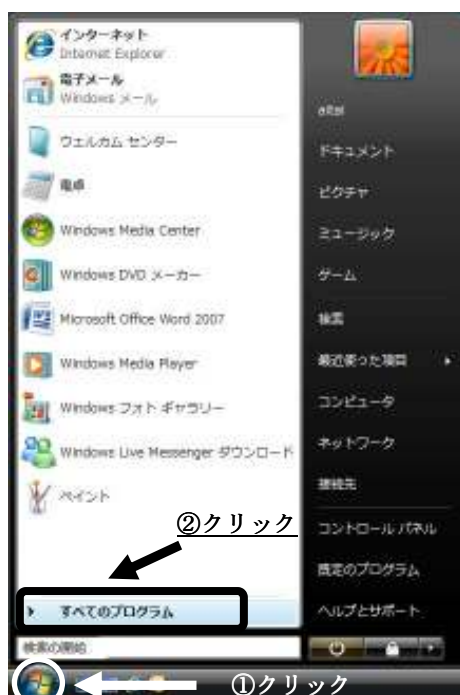 インターネット
Internet Explorer
電子メール
Windows メール
ウェルカム センター
電卓
Windows Media Center
Windows DVD メーカー
Microsoft Office Word 2007
Windows Media Player
Windows フォト ギャラリー
Windows Live Messenger ダウンロード
ペイント
②クリック
すべてのプログラム
検索の開始
ドキュメント
ピクチャ
ミュージック
ゲーム
検索
最近使った項目
コンピュータ
ネットワーク
接続先
コントロール パネル
既定のプログラム
ヘルプとサポート
①クリック